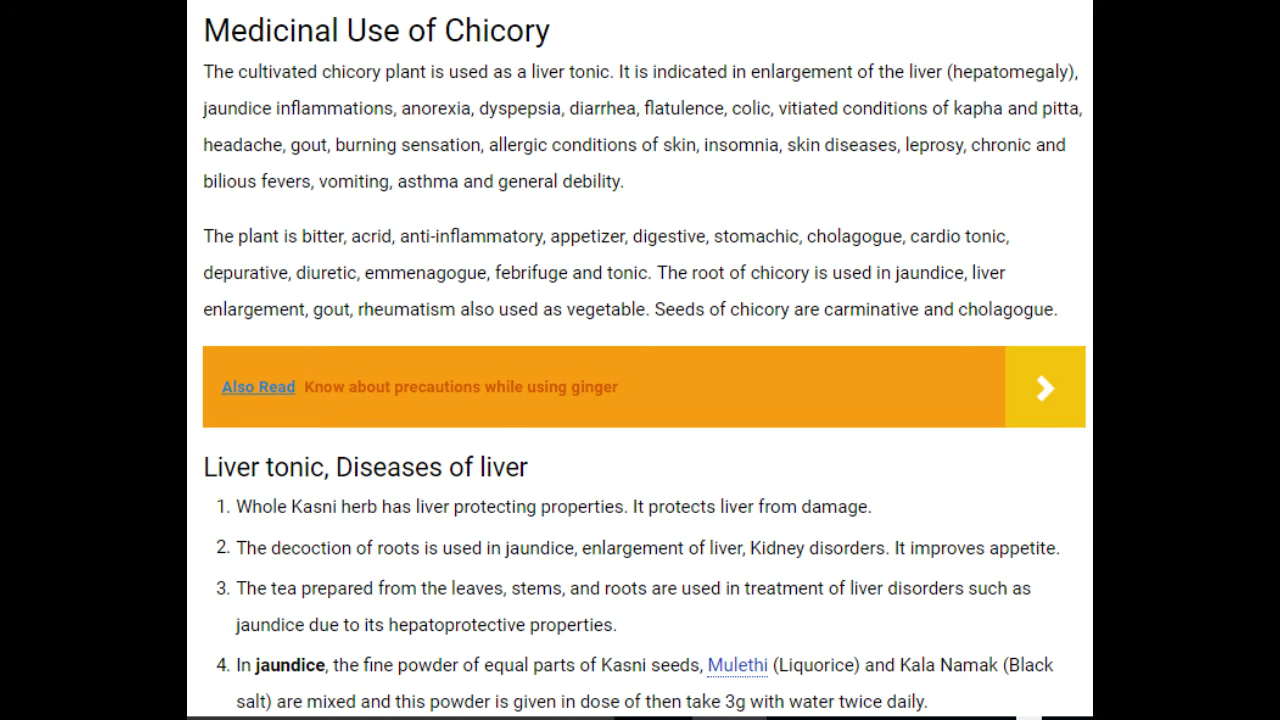 Medicinal Use of Chicory
The cultivated chicory plant is used as a liver tonic. It is indicated in enlargement of the liver (hepatomegaly),
jaundice inflammations, anorexia, dyspepsia, diarrhea, flatulence, colic, vitiated conditions of kapha and pitta,
headache, gout, burning sensation, allergic conditions of skin, insomnia, skin diseases, leprosy, chronic and
bilious fevers, vomiting, asthma and general debility.
The plant is bitter, acrid, anti-inflammatory, appetizer, digestive, stomachic, cholagogue, cardio tonic,
depurative, diuretic, emmenagogue, febrifuge and tonic. The root of chicory is used in jaundice, liver
enlargement, gout, rheumatism also used as vegetable. Seeds of chicory are carminative and cholagogue.
Also Read Know about precautions while using ginger
Liver tonic, Diseases of liver
1. Whole Kasni herb has liver protecting properties. It protects liver from damage.
2. The decoction of roots is used in jaundice, enlargement of liver, Kidney disorders. It improves appetite.
3. The tea prepared from the leaves, stems, and roots are used in treatment of liver disorders such as
jaundice due to its hepatoprotective properties.
4. In jaundice, the fine powder of equal parts of Kasni seeds, Mulethi (Liquorice) and Kala Namak (Black
salt) are mixed and this powder is given in dose of then take 3g with water twice daily.